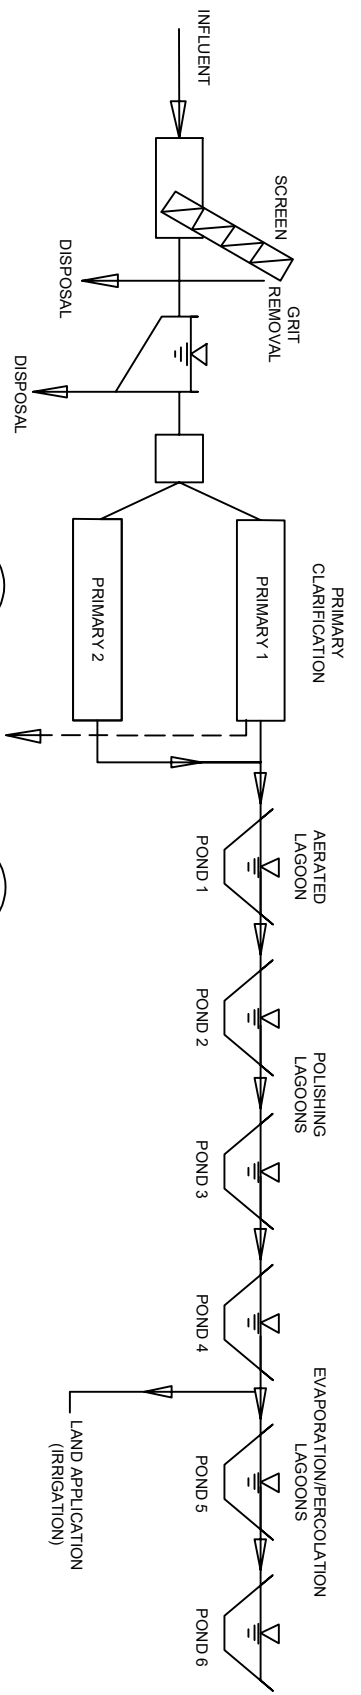 INFLUENT
SCREEN
DISPOSAL
GRIT
REMOVAL
DISPOSAL
PRIMARY
CLARIFICATION
PRIMARY 1
PRIMARY 2
AERATED
LAGOON
POND 1
POLISHING
LAGOONS
POND 2
POND 3
POND 4
LAND APPLICATION
(IRRIGATION)
EVAPORATION/PERCOLATION
LAGOONS
POND 5
POND 6